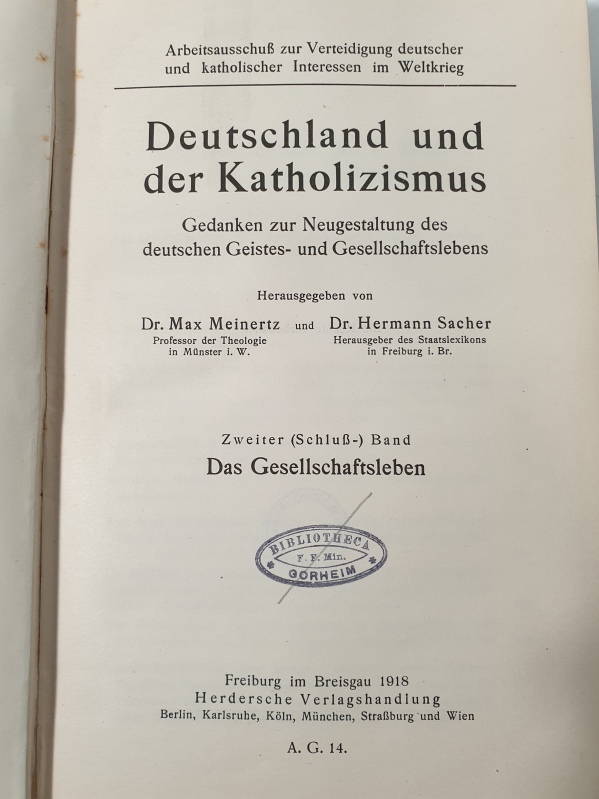 Arbeitsausschuß zur Verteidigung deutscher
und katholischer Interessen im Weltkrieg
Deutschland und
der Katholizismus
Gedanken zur Neugestaltung des
deutschen Geistes- und Gesellschaftslebens
Herausgegeben von
Dr. Max Meinertz und Dr. Hermann Sacher
Professor der Theologie Herausgeber des Staatslexikons
in Münster i. W. in Freiburg i. Br.
Zweiter (Schluß-) Band
Das Gesellschaftsleben
BIBLIOTHECA
F. F. Min.
GORHEIM
Freiburg im Breisgau 1918
Herdersche Verlagshandlung
Berlin, Karlsruhe, Köln, München, Straßburg und Wien
A. G. 14.